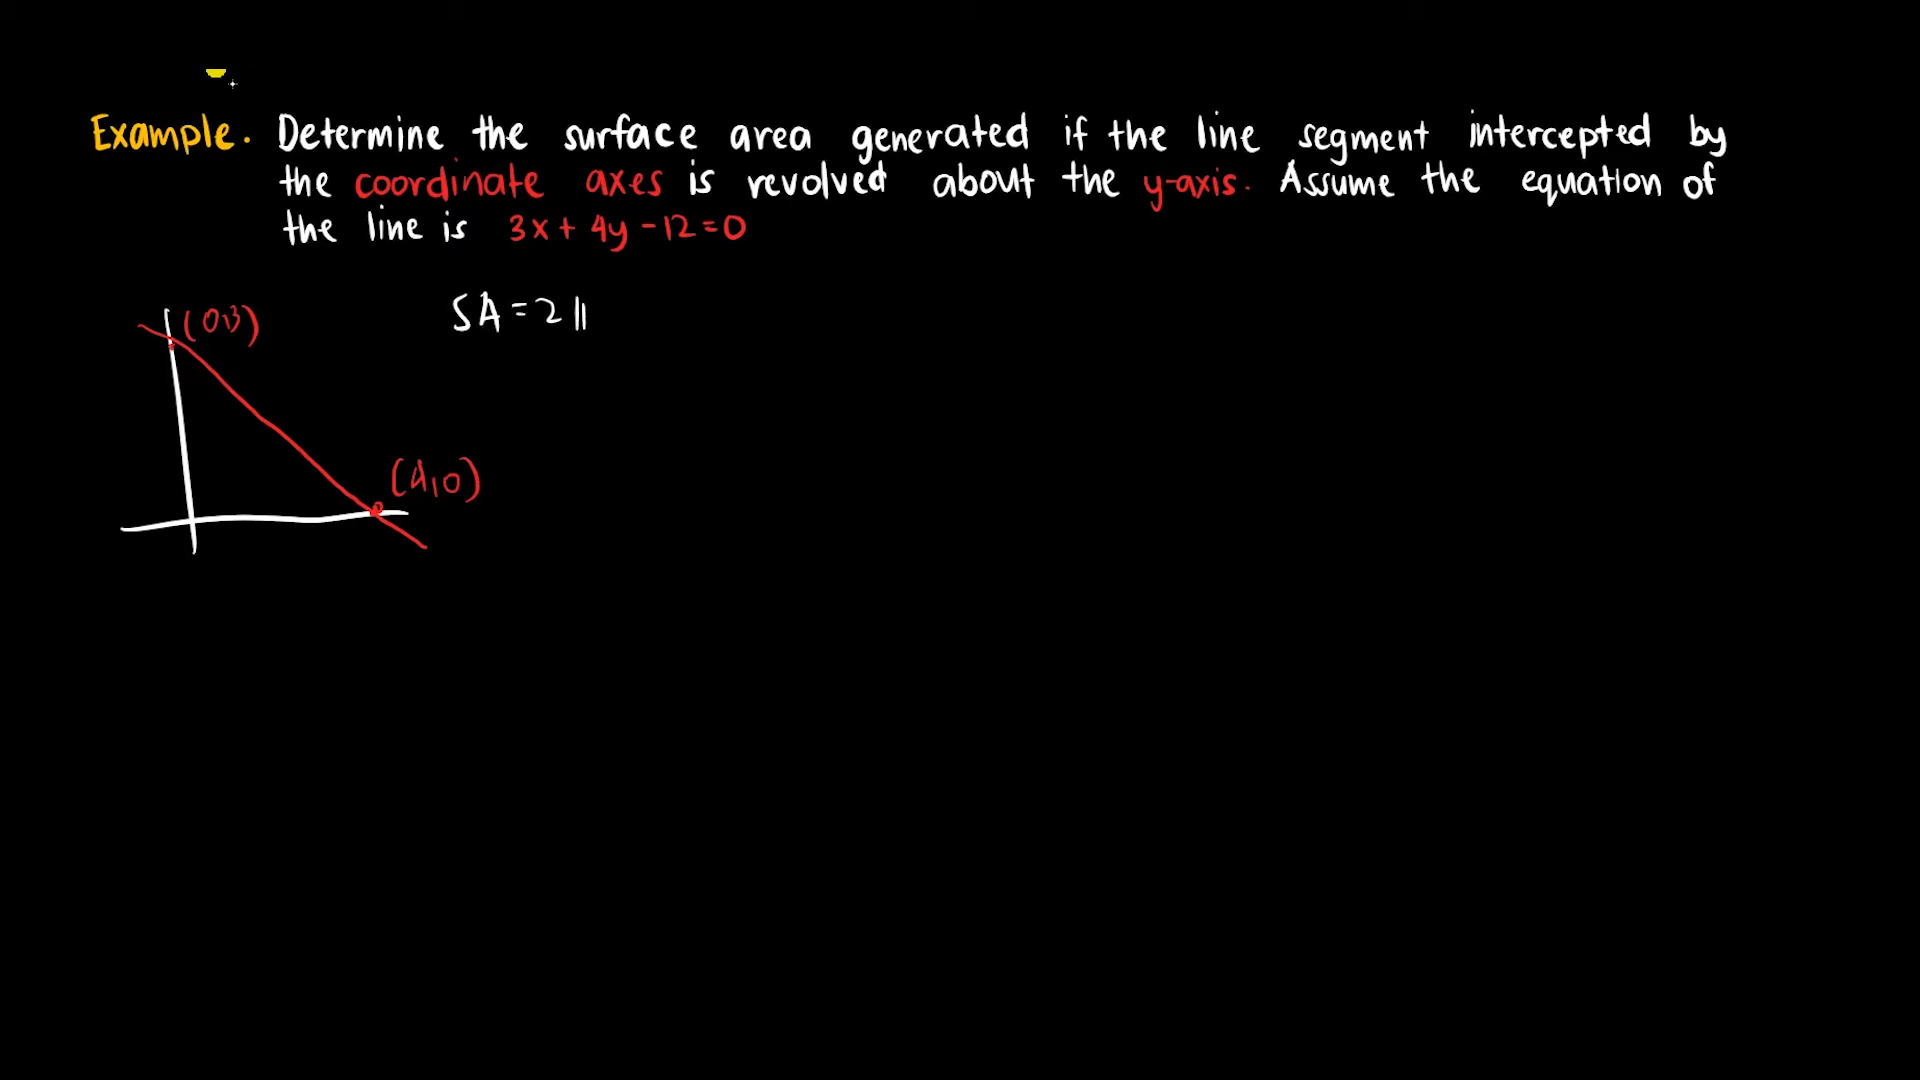 Example. Determine the surface area generated if the line segment intercepted by
the coordinate axes is revolved about the y-axis. Assume the equation of
the line is 3x + 4y - 12 = 0
SA = 2 ||
(0,3)
(4,0)